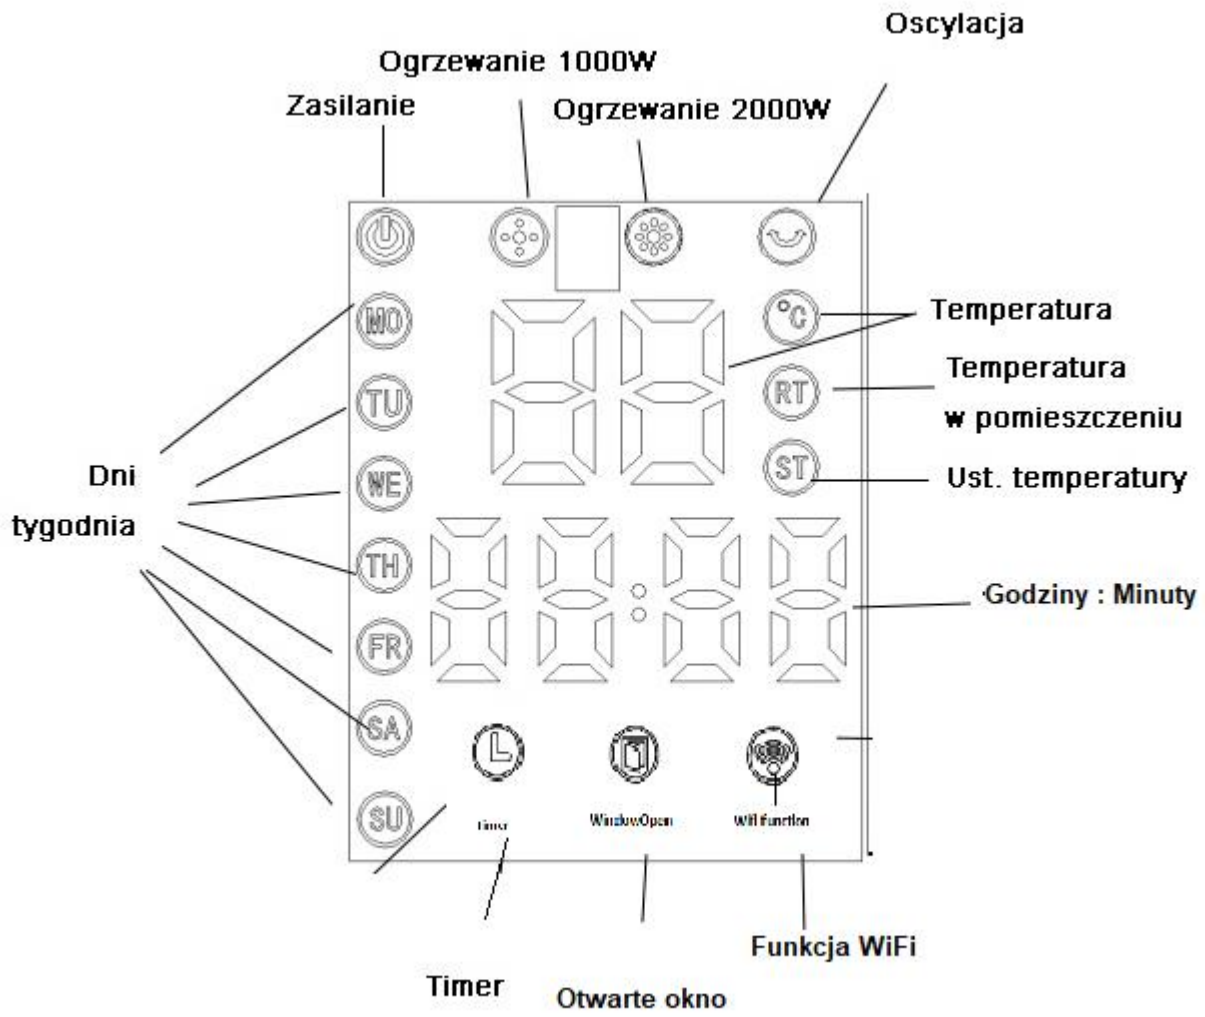 Oscylacja
Ogrzewanie 1000W
Zasilanie
Ogrzewanie 2000W
MO
°C
Temperatura
TU
RT
Temperatura
w pomieszczeniu
Dni
tygodnia
WE
ST
Ust. temperatury
TH
Godziny : Minuty
FR
SA
SU
Timer
WindowOpen
Wifi function
Funkcja WiFi
Timer
Otwarte okno